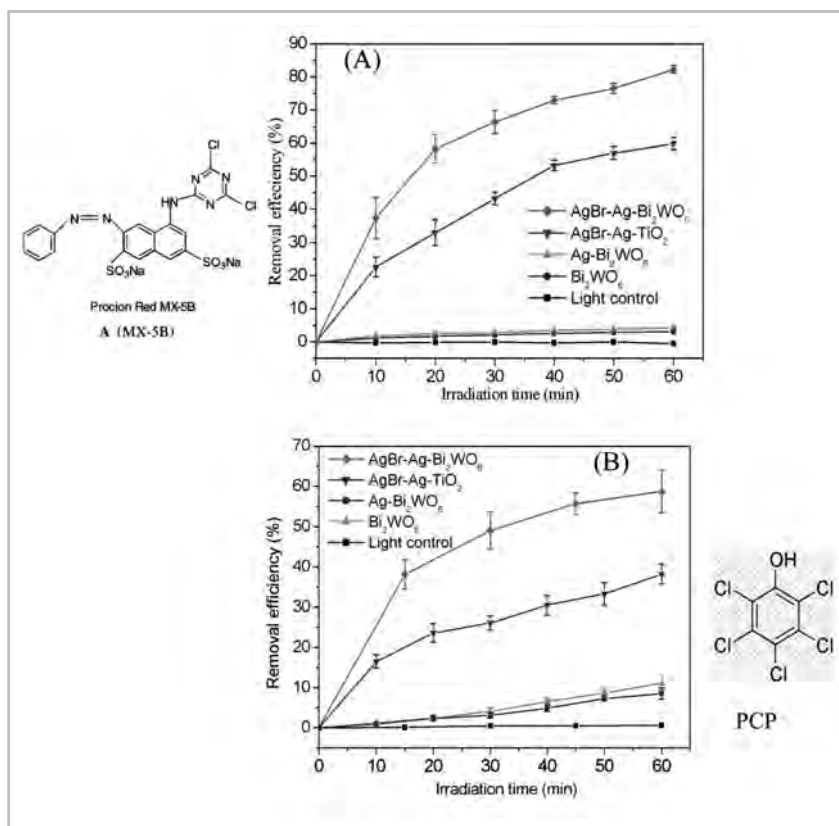 (A)
Removal effeciency (%)
90
80
70
60
50
40
30
20
10
0
AgBr-Ag-Bi₂WO₆
AgBr-Ag-TiO₂
Ag-Bi₂WO₆
Bi₂WO₆
Light control
0 10 20 30 40 50 60
Irradiation time (min)
Cl
N N
HN N Cl
N=N
SO₃Na SO₃Na
Procion Red MX-5B
A (MX-5B)
(B)
Removal efficiency (%)
70
60
50
40
30
20
10
0
AgBr-Ag-Bi₂WO₆
AgBr-Ag-TiO₂
Ag-Bi₂WO₆
Bi₂WO₆
Light control
0 10 20 30 40 50 60
Irradiation time (min)
OH
Cl Cl
Cl Cl
Cl
PCP